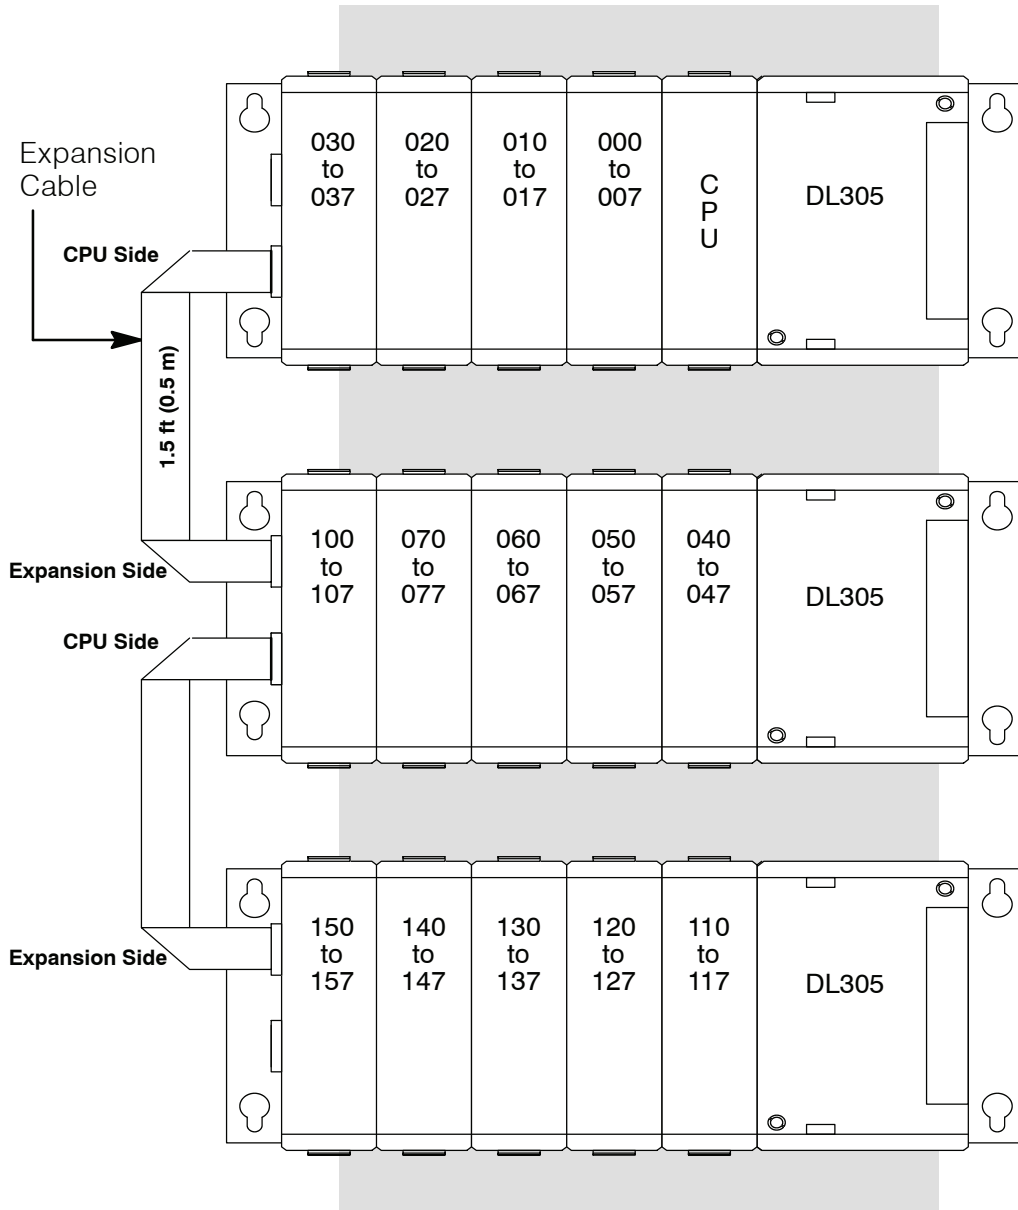 Expansion
Cable
CPU Side
1.5 ft (0.5 m)
030
to
037
020
to
027
010
to
017
000
to
007
C
P
U
DL305
Expansion Side
CPU Side
100
to
107
070
to
077
060
to
067
050
to
057
040
to
047
DL305
Expansion Side
150
to
157
140
to
147
130
to
137
120
to
127
110
to
117
DL305